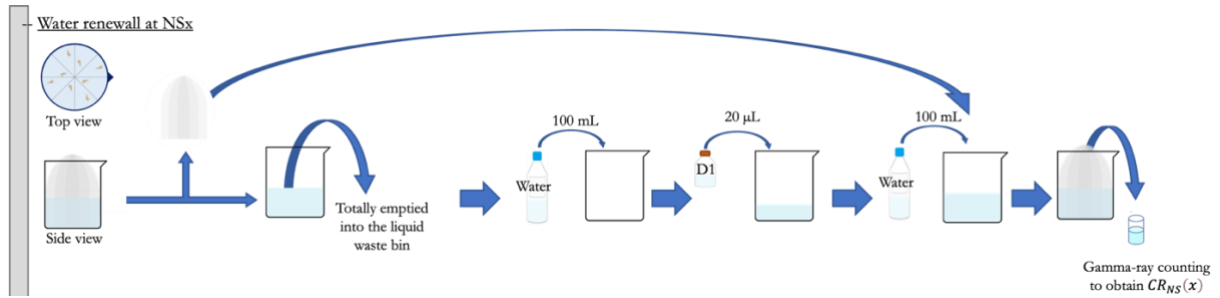 Water renewall at NSx
Top view
Side view
Totally emptied
into the liquid
waste bin
100 mL
Water
20 µL
D1
100 mL
Water
Gamma-ray counting
to obtain CR_NS(x)